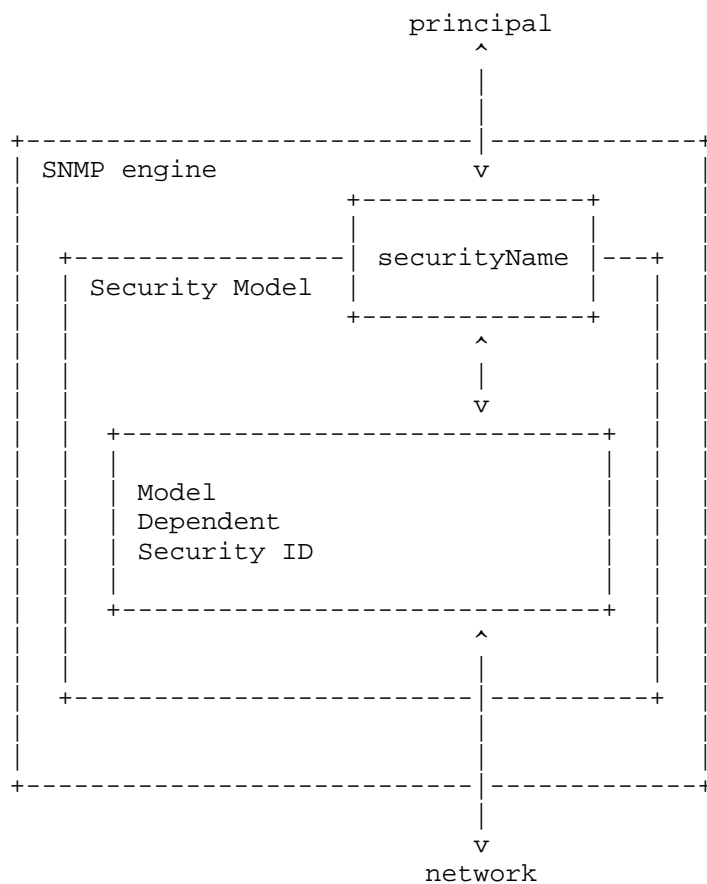 principal
SNMP engine
securityName
Security Model
Model
Dependent
Security ID
network